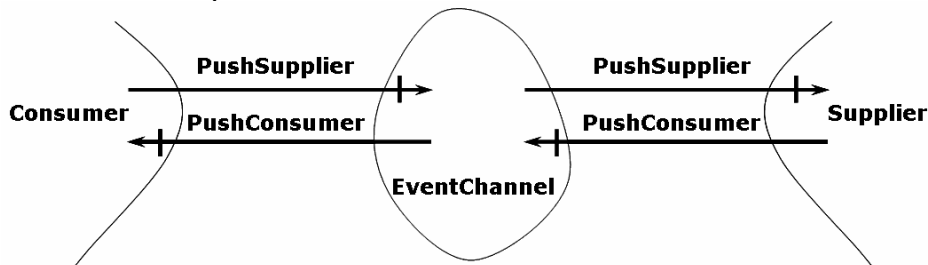 PushSupplier
PushSupplier
Consumer
Supplier
PushConsumer
PushConsumer
EventChannel